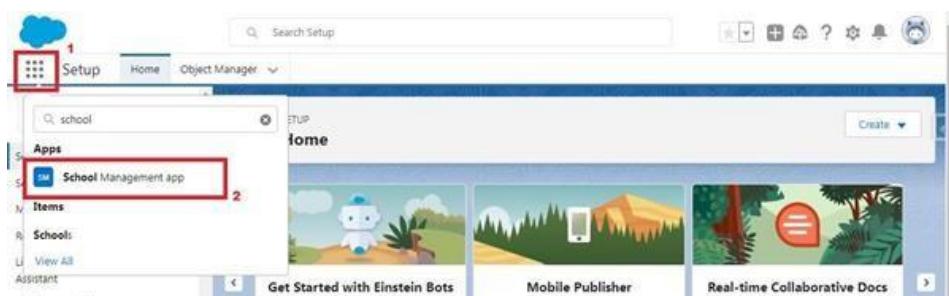 Search Setup
1
Setup Home Object Manager
school
SETUP
Home
Create
Apps
SM School Management app
2
Items
Schools
View All
Assistant
Get Started with Einstein Bots
Mobile Publisher
Real-time Collaborative Docs